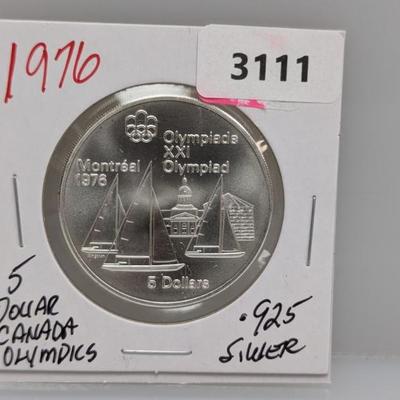 1976
3111
Olympiade
XXI
Olympiad
Montréal
1976
5 Dollars
5
DOLLAR
CANADA
OLYMPICS
.925
SILVER